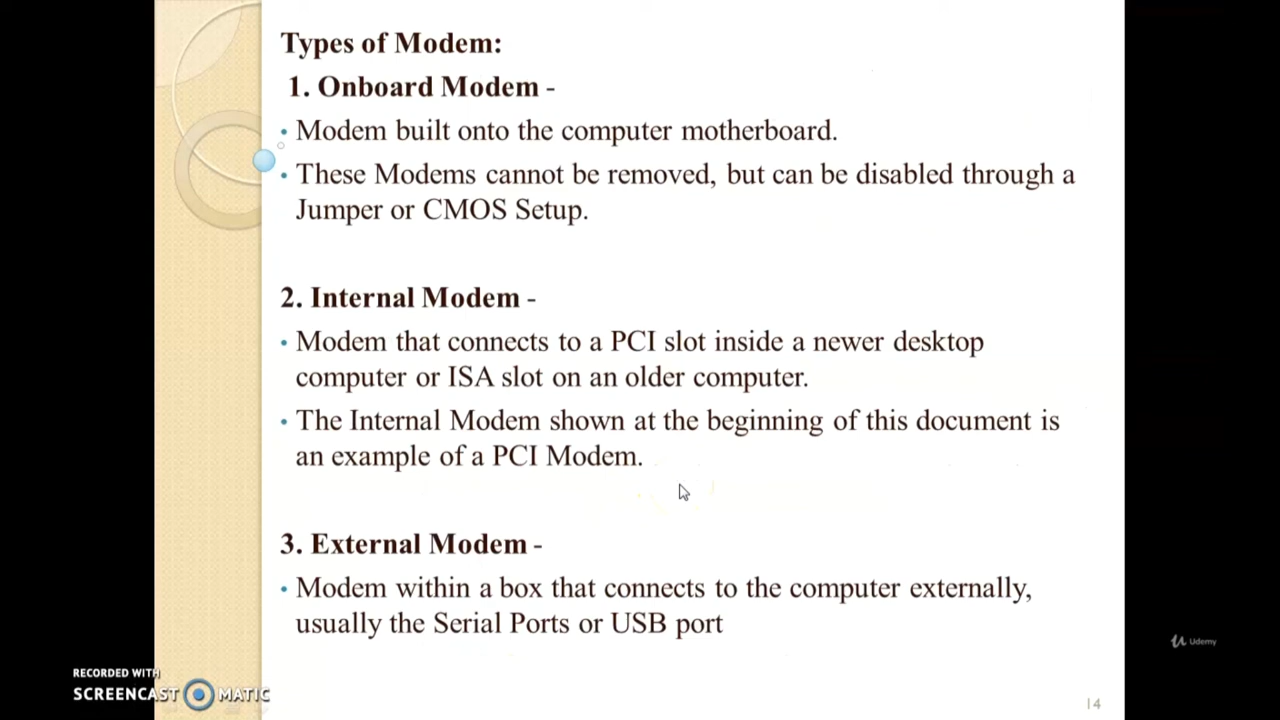 Types of Modem:
1. Onboard Modem -
• Modem built onto the computer motherboard.
• These Modems cannot be removed, but can be disabled through a
Jumper or CMOS Setup.
2. Internal Modem -
• Modem that connects to a PCI slot inside a newer desktop
computer or ISA slot on an older computer.
• The Internal Modem shown at the beginning of this document is
an example of a PCI Modem.
3. External Modem -
• Modem within a box that connects to the computer externally,
usually the Serial Ports or USB port
Udemy
RECORDED WITH
SCREENCAST MATIC
14